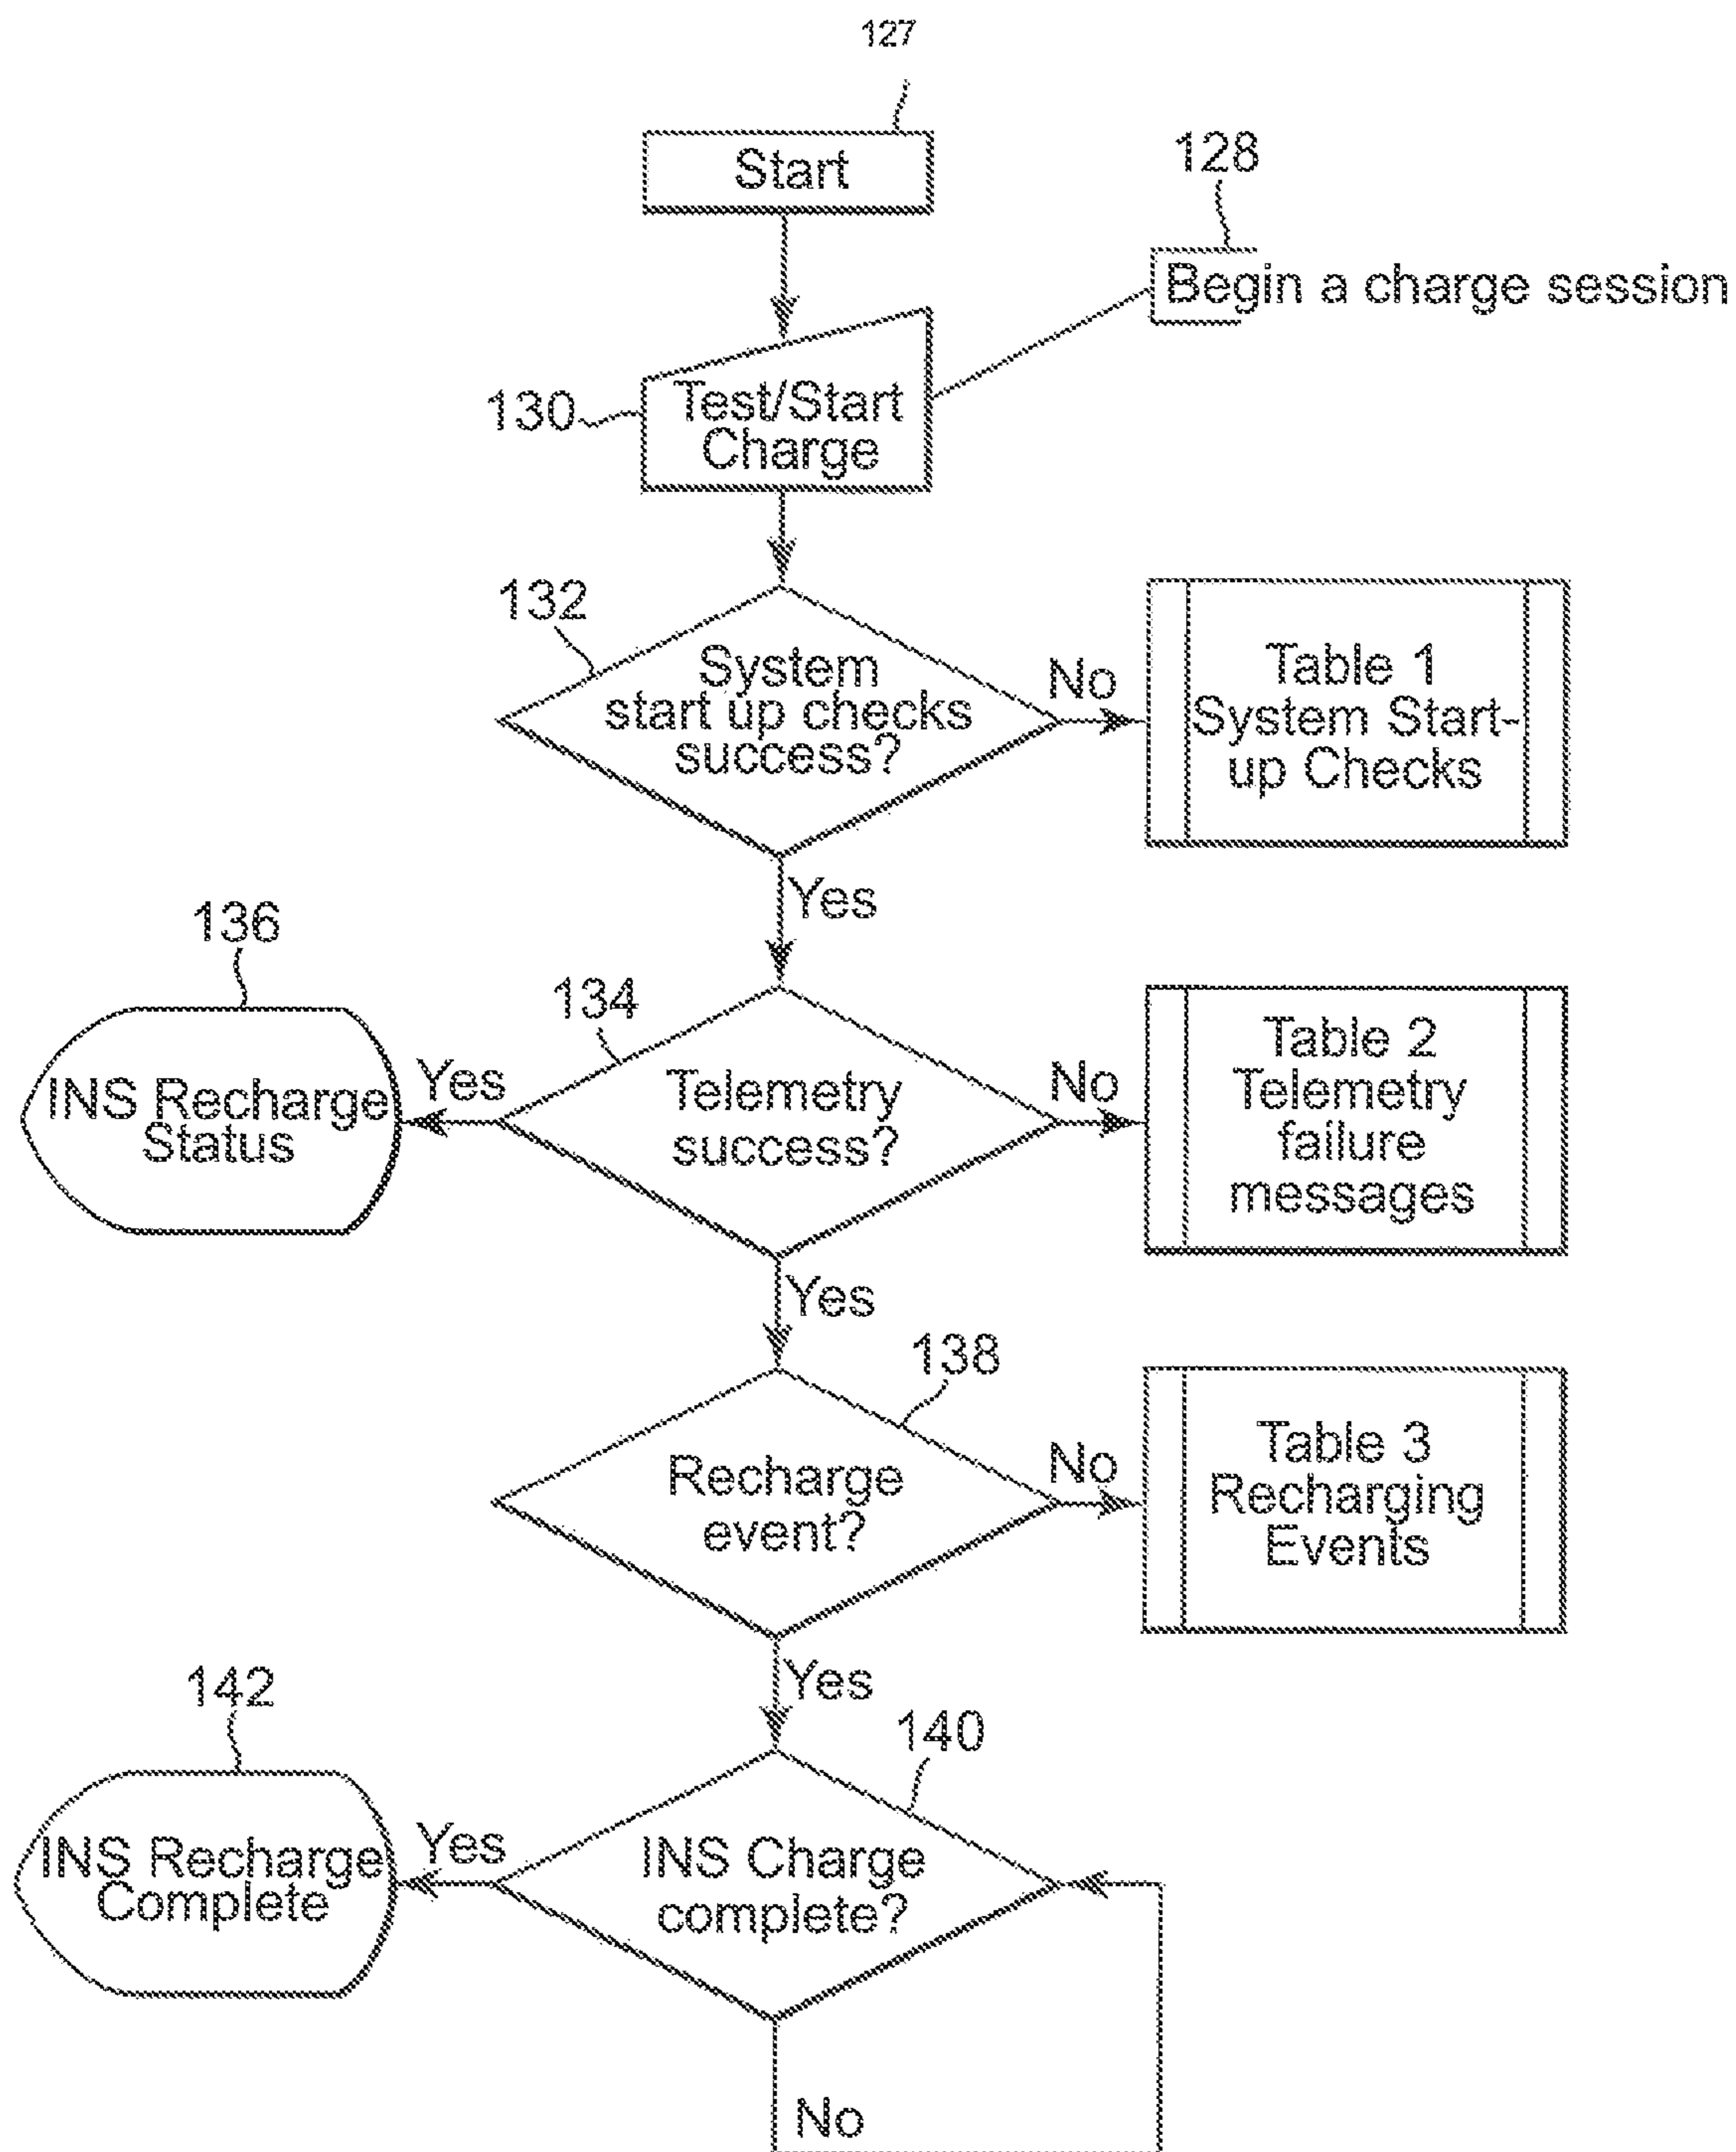 127
Start
128
Begin a charge session
130
Test/Start
Charge
132
System
start up checks
success?
No
Table 1
System Start-
up Checks
Yes
136
134
INS Recharge
Status
Yes
Telemetry
success?
No
Table 2
Telemetry
failure
messages
Yes
138
Recharge
event?
No
Table 3
Recharging
Events
Yes
142
140
INS Recharge
Complete
Yes
INS Charge
complete?
No